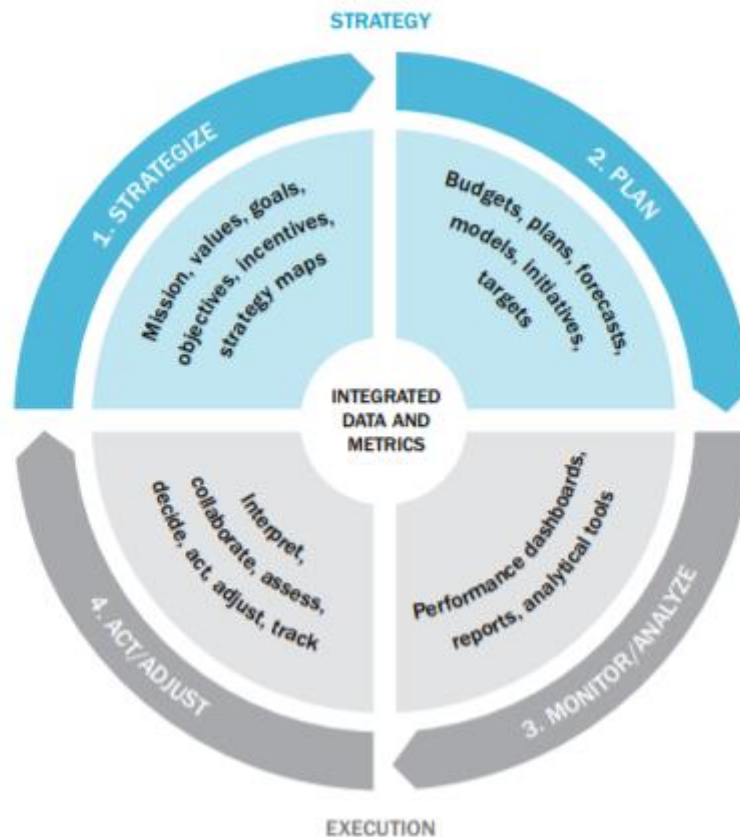 STRATEGY
1. STRATEGIZE
Mission, values, goals,
objectives, incentives,
strategy maps
2. PLAN
Budgets, plans, forecasts,
models, initiatives,
targets
INTEGRATED
DATA AND
METRICS
Interpret,
collaborate, assess,
decide, act, adjust, track
4. ACT/ADJUST
Performance dashboards,
reports, analytical tools
3. MONITOR/ANALYZE
EXECUTION